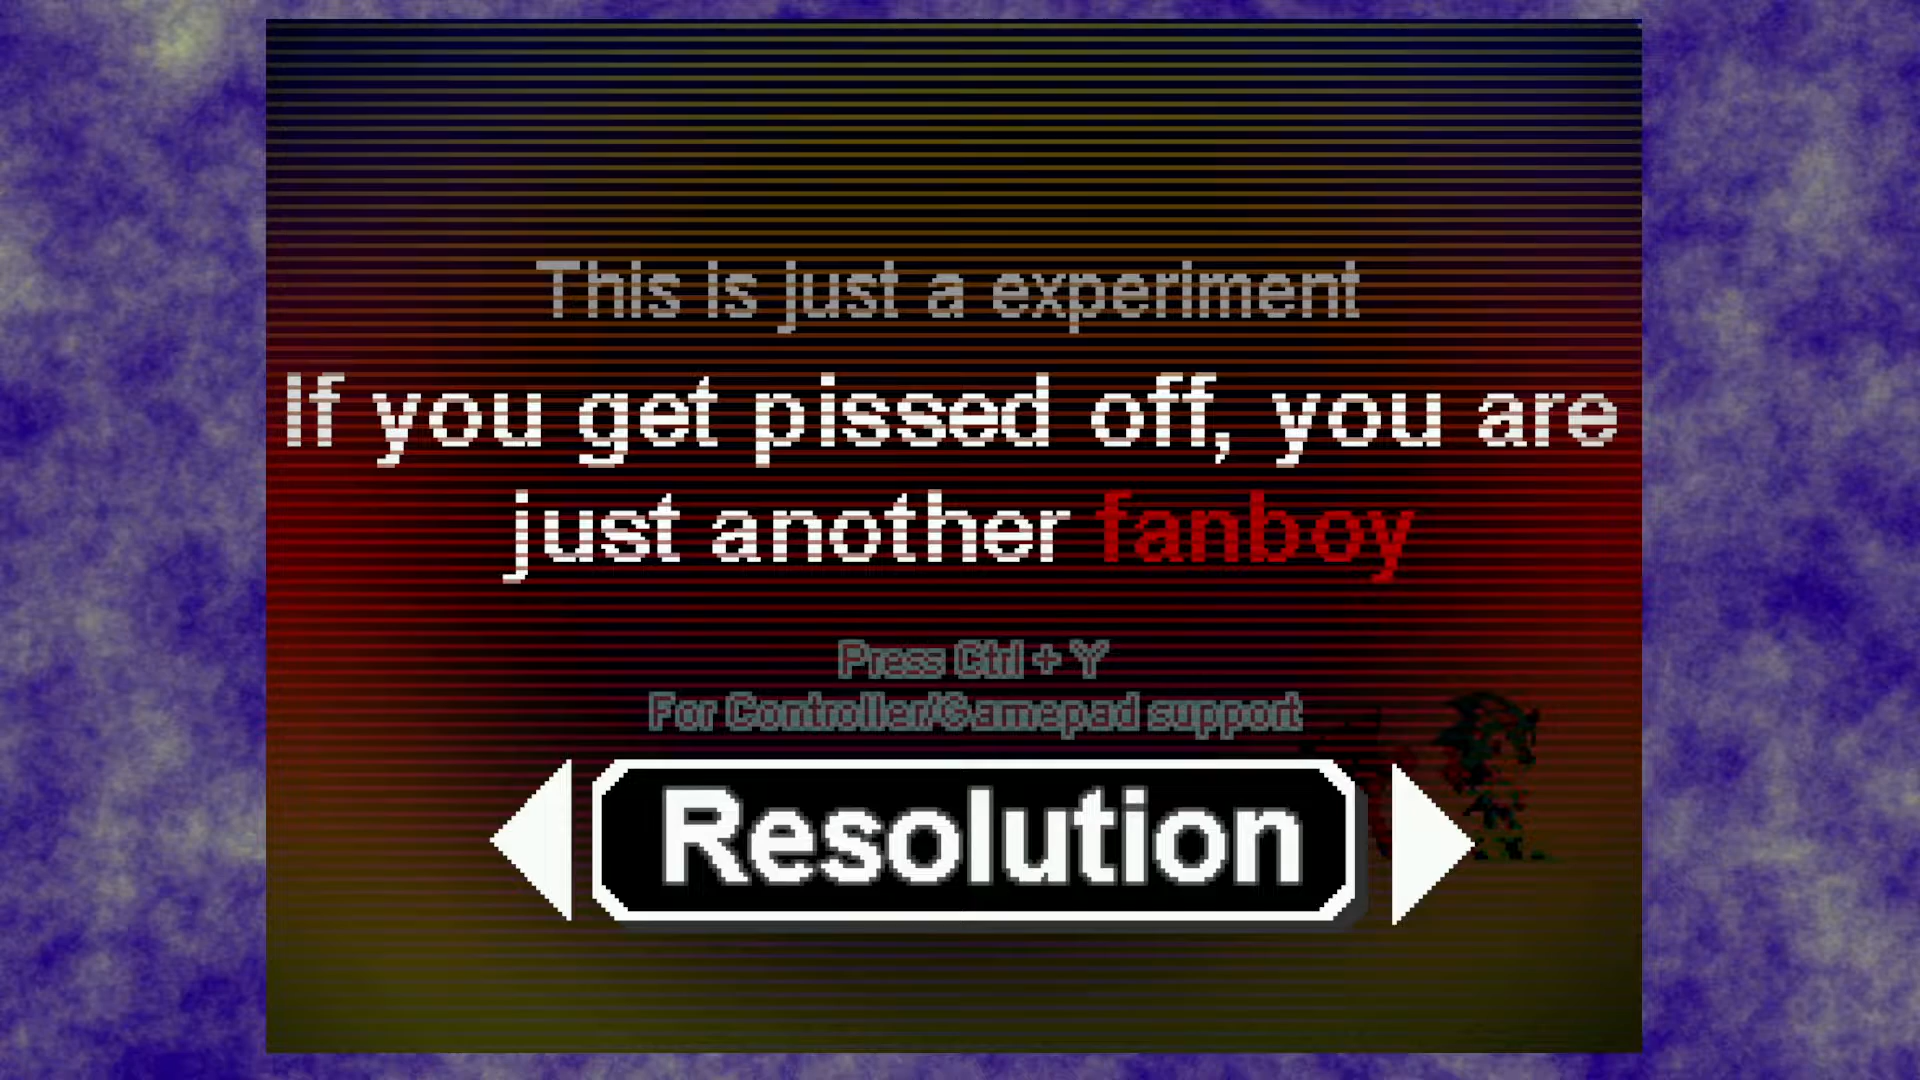 This is just a experiment
If you get pissed off, you are
just another fanboy
Press Ctrl + Y
For Controller/Gamepad support
Resolution